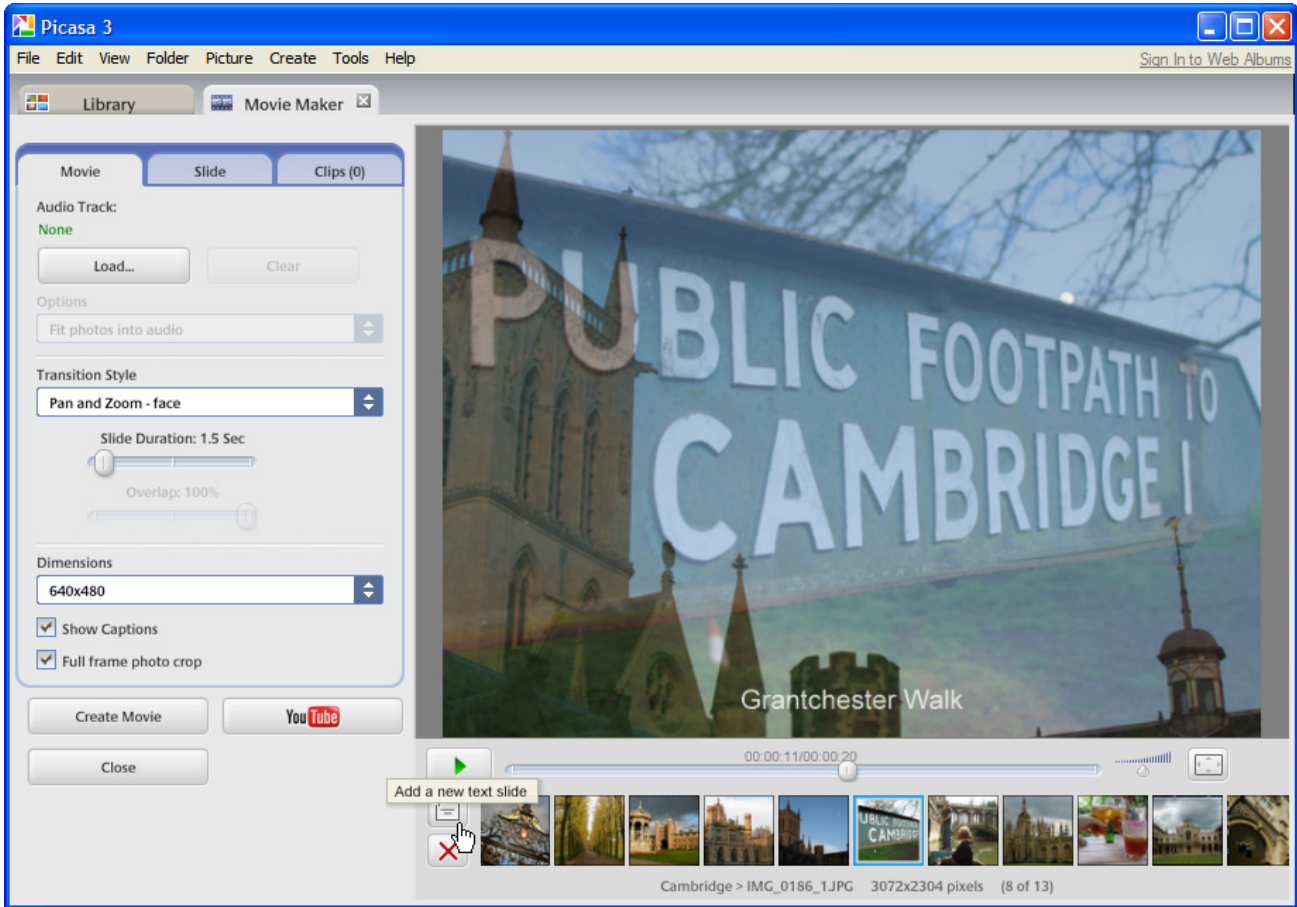 Picasa 3
File Edit View Folder Picture Create Tools Help
Sign In to Web Albums
Library
Movie Maker
Movie Slide Clips (0)
Audio Track:
None
Load... Clear
Options
Fit photos into audio
Transition Style
Pan and Zoom - face
Slide Duration: 1.5 Sec
Overlap: 100%
Dimensions
640x480
Show Captions
Full frame photo crop
Create Movie
YouTube
Close
PUBLIC FOOTPATH TO
CAMBRIDGE I
Grantchester Walk
00:00:11/00:00:20
Add a new text slide
UBLIC FOOTPAT
CAMBRIDGE
Cambridge > IMG_0186_1.JPG 3072x2304 pixels (8 of 13)